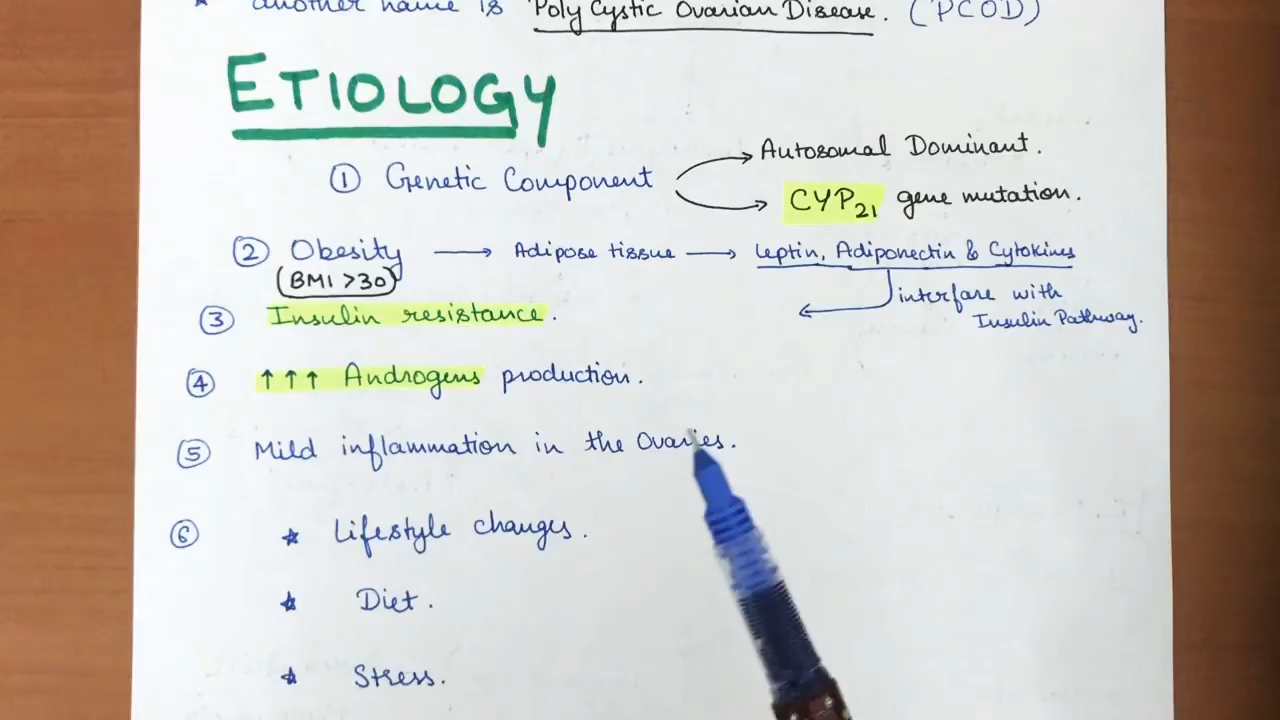 ★ another name is Poly Cystic Ovarian Disease. (PCOD)
ETIOLOGY
① Genetic Component → Autosomal Dominant.
→ CYP21 gene mutation.
② Obesity → Adipose tissue → Leptin, Adiponectin & Cytokines
(BMI >30)
interfare with
Insulin Pathway.
③ Insulin resistance.
④ ↑↑↑ Androgens production.
⑤ Mild inflammation in the Ovaries.
⑥ ★ Lifestyle changes.
★ Diet.
★ Stress.